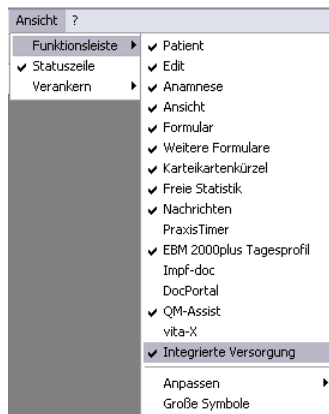 Ansicht ?
Funktionsleiste
Statuszeile
Verankern
Patient
Edit
Anamnese
Ansicht
Formular
Weitere Formulare
Karteikartenkürzel
Freie Statistik
Nachrichten
PraxisTimer
EBM 2000plus Tagesprofil
Impf-doc
DocPortal
QM-Assist
vita-X
Integrierte Versorgung
Anpassen
Große Symbole